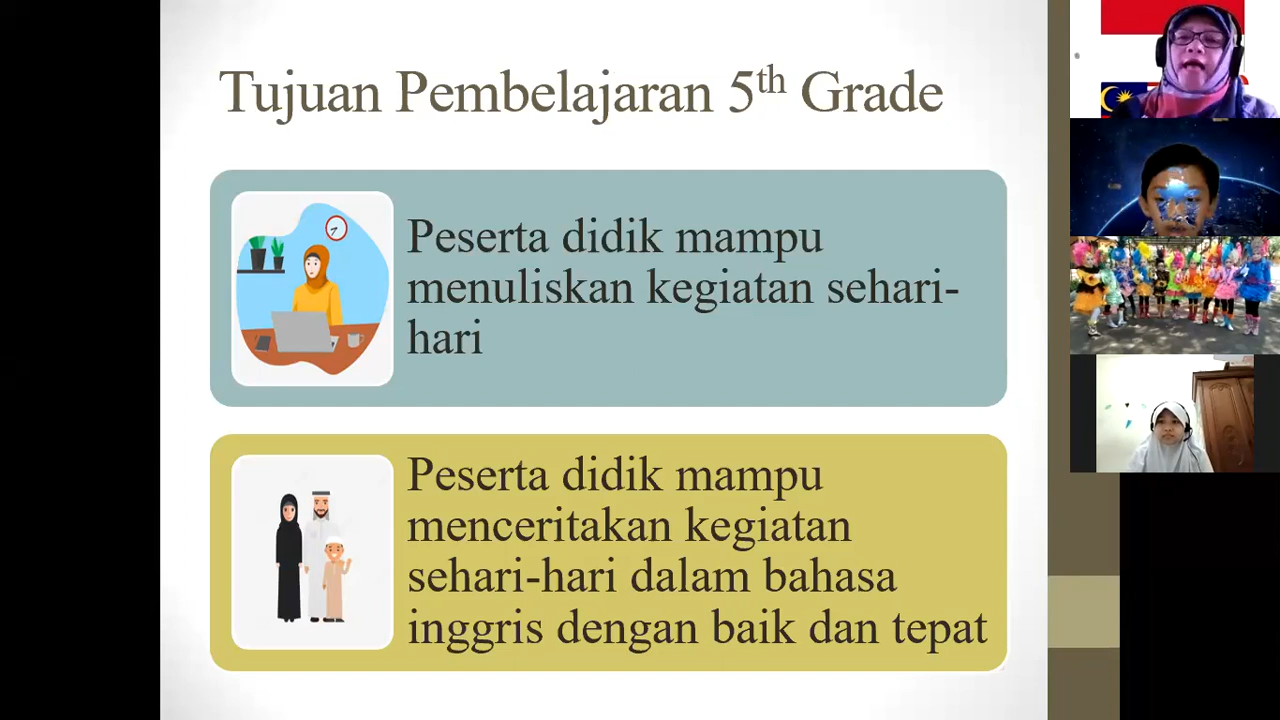 Tujuan Pembelajaran 5th Grade
Peserta didik mampu
menuliskan kegiatan sehari-
hari
Peserta didik mampu
menceritakan kegiatan
sehari-hari dalam bahasa
inggris dengan baik dan tepat